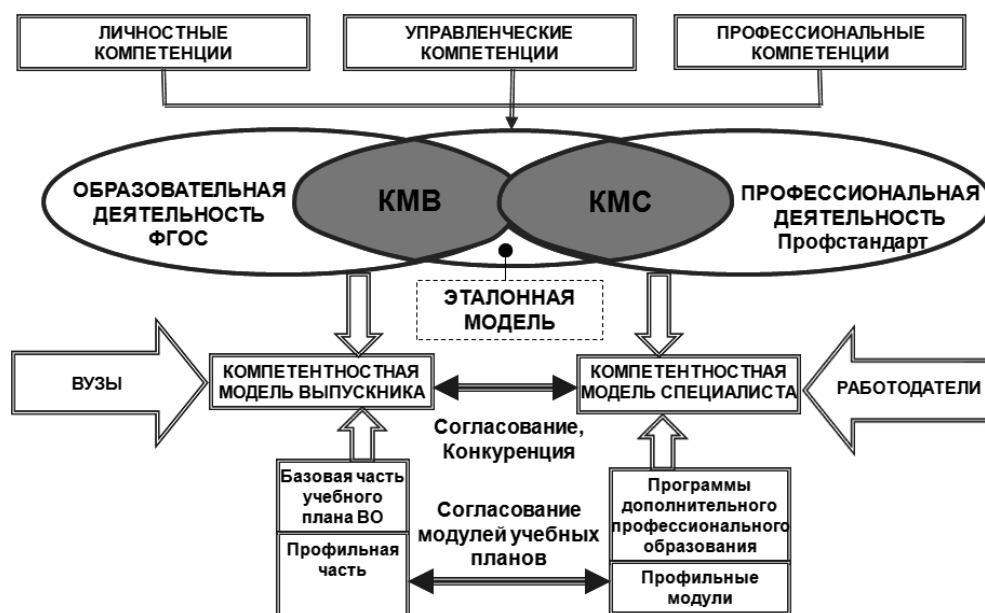 ЛИЧНОСТНЫЕ
КОМПЕТЕНЦИИ
УПРАВЛЕНЧЕСКИЕ
КОМПЕТЕНЦИИ
ПРОФЕССИОНАЛЬНЫЕ
КОМПЕТЕНЦИИ
ОБРАЗОВАТЕЛЬНАЯ
ДЕЯТЕЛЬНОСТЬ
ФГОС
КМВ
КМС
ПРОФЕССИОНАЛЬНАЯ
ДЕЯТЕЛЬНОСТЬ
Профстандарт
ЭТАЛОННАЯ
МОДЕЛЬ
ВУЗЫ
КОМПЕТЕНТНОСТНАЯ
МОДЕЛЬ ВЫПУСКНИКА
КОМПЕТЕНТНОСТНАЯ
МОДЕЛЬ СПЕЦИАЛИСТА
РАБОТОДАТЕЛИ
Согласование,
Конкуренция
Базовая часть
учебного
плана ВО
Профильная
часть
Согласование
модулей учебных
планов
Программы
дополнительного
профессионального
образования
Профильные
модули